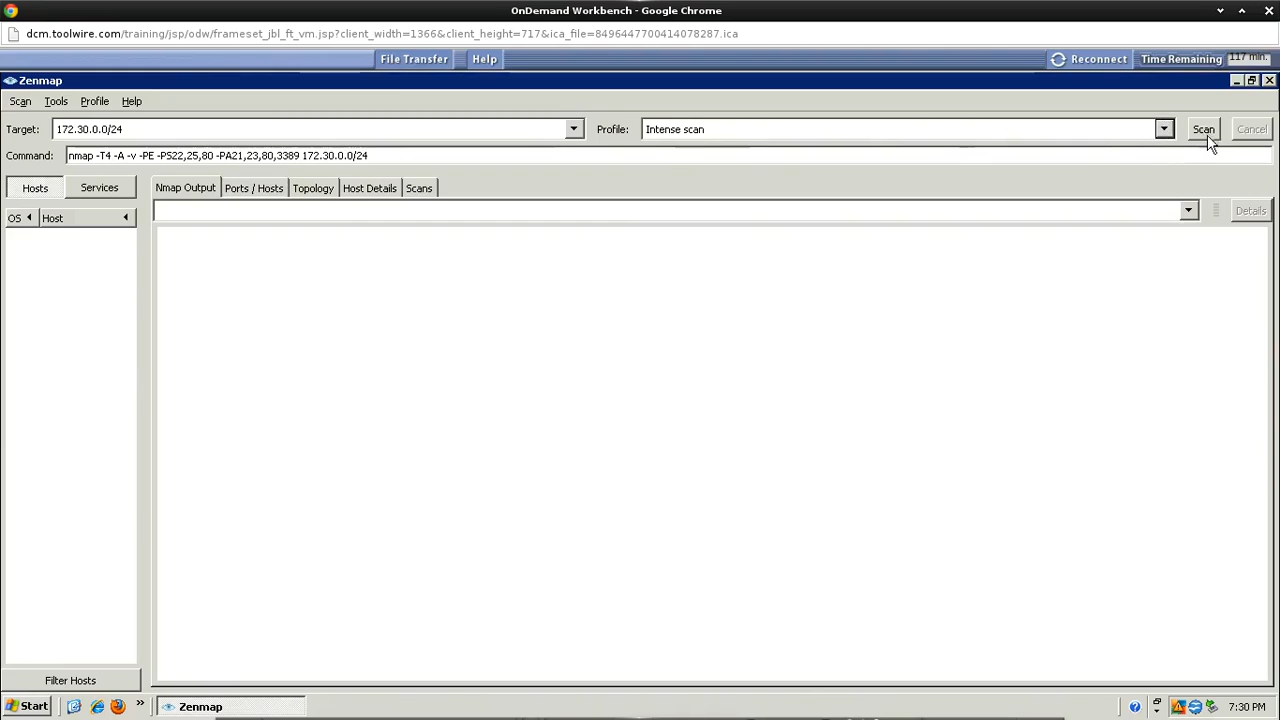 OnDemand Workbench - Google Chrome
dcm.toolwire.com/training/jsp/odw/frameset_jbl_ft_vm.jsp?client_width=1366&client_height=717&ica_file=8496447700414078287.ica
File Transfer Help Reconnect Time Remaining 117 min.
Zenmap
Scan Tools Profile Help
Target: 172.30.0.0/24 Profile: Intense scan Scan Cancel
Command: nmap -T4 -A -v -PE -PS22,25,80 -PA21,23,80,3389 172.30.0.0/24
Hosts Services Nmap Output Ports / Hosts Topology Host Details Scans
Details
OS Host
Filter Hosts
Start Zenmap 7:30 PM